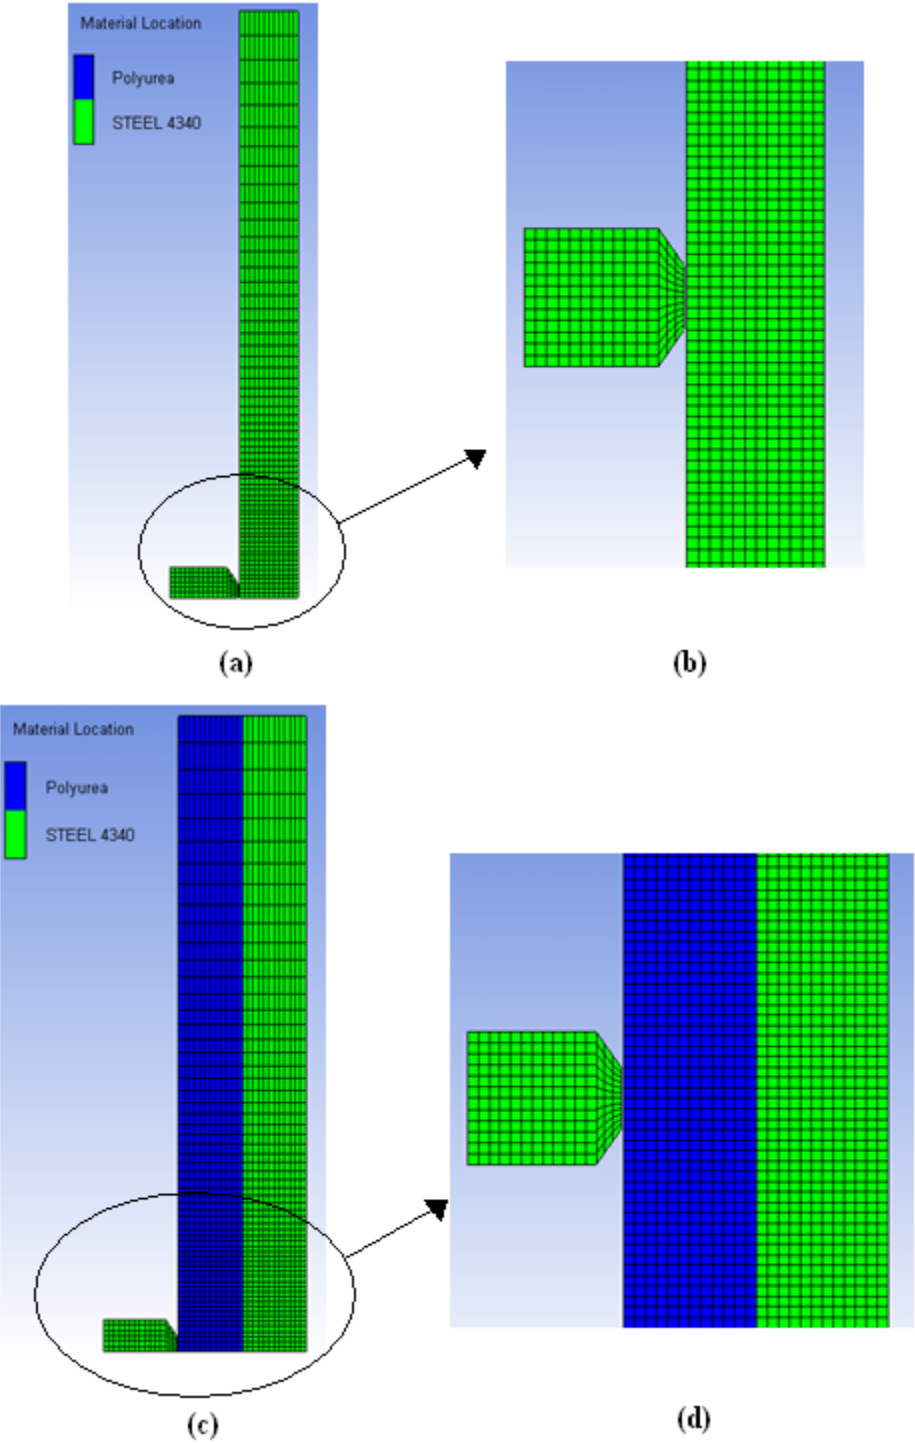 Material Location
Polyurea
STEEL 4340
(a)
(b)
Material Location
Polyurea
STEEL 4340
(c)
(d)